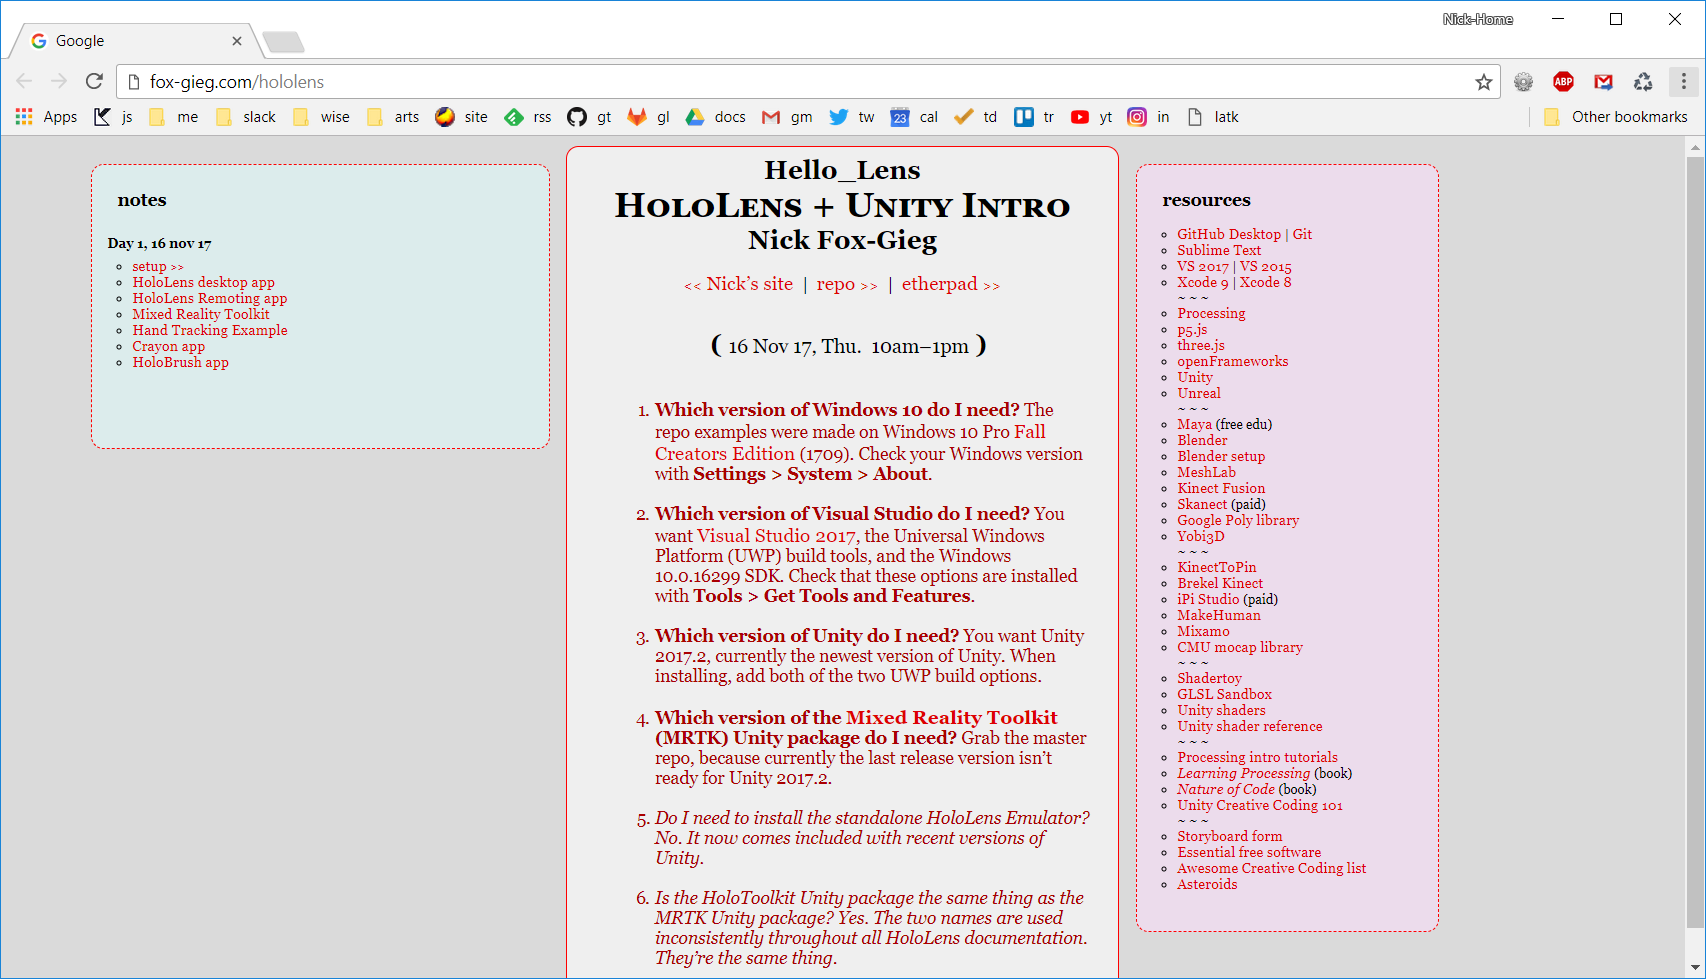 Nick-Home
Google
fox-gieg.com/hololens
ABP
Apps js me slack wise arts site rss gt gl docs gm tw 23 cal td tr yt in latk Other bookmarks
notes
Day 1, 16 nov 17
setup >>
HoloLens desktop app
HoloLens Remoting app
Mixed Reality Toolkit
Hand Tracking Example
Crayon app
HoloBrush app
Hello_Lens
HoloLens + Unity Intro
Nick Fox-Gieg
<< Nick’s site | repo >> | etherpad >>
( 16 Nov 17, Thu. 10am–1pm )
1. Which version of Windows 10 do I need? The
repo examples were made on Windows 10 Pro Fall
Creators Edition (1709). Check your Windows version
with Settings > System > About.
2. Which version of Visual Studio do I need? You
want Visual Studio 2017, the Universal Windows
Platform (UWP) build tools, and the Windows
10.0.16299 SDK. Check that these options are installed
with Tools > Get Tools and Features.
3. Which version of Unity do I need? You want Unity
2017.2, currently the newest version of Unity. When
installing, add both of the two UWP build options.
4. Which version of the Mixed Reality Toolkit
(MRTK) Unity package do I need? Grab the master
repo, because currently the last release version isn’t
ready for Unity 2017.2.
5. Do I need to install the standalone HoloLens Emulator?
No. It now comes included with recent versions of
Unity.
6. Is the HoloToolkit Unity package the same thing as the
MRTK Unity package? Yes. The two names are used
inconsistently throughout all HoloLens documentation.
They’re the same thing.
resources
GitHub Desktop | Git
Sublime Text
VS 2017 | VS 2015
Xcode 9 | Xcode 8
~ ~ ~
Processing
p5.js
three.js
openFrameworks
Unity
Unreal
~ ~ ~
Maya (free edu)
Blender
Blender setup
MeshLab
Kinect Fusion
Skanect (paid)
Google Poly library
Yobi3D
~ ~ ~
KinectToPin
Brekel Kinect
iPi Studio (paid)
MakeHuman
Mixamo
CMU mocap library
~ ~ ~
Shadertoy
GLSL Sandbox
Unity shaders
Unity shader reference
~ ~ ~
Processing intro tutorials
Learning Processing (book)
Nature of Code (book)
Unity Creative Coding 101
~ ~ ~
Storyboard form
Essential free software
Awesome Creative Coding list
Asteroids